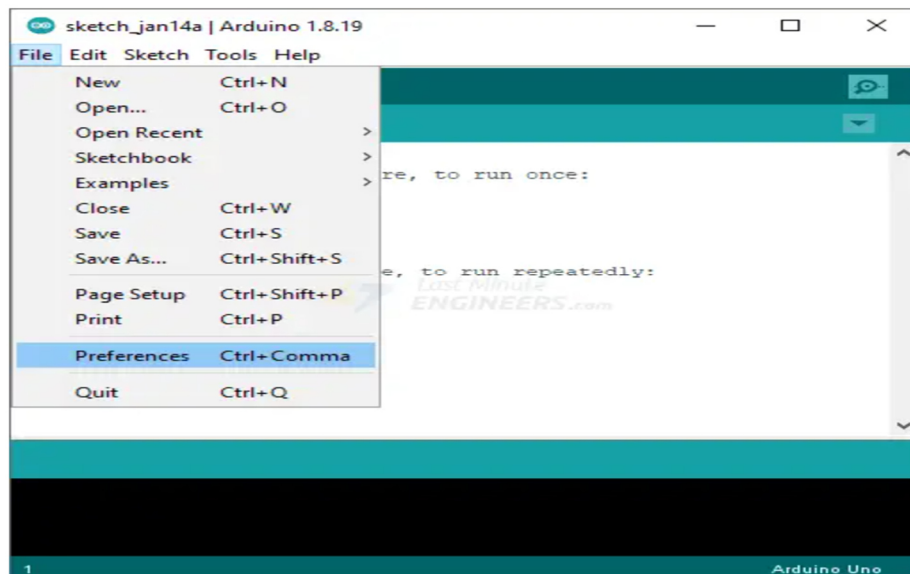 sketch_jan14a | Arduino 1.8.19
File Edit Sketch Tools Help
New Ctrl+N
Open... Ctrl+O
Open Recent >
Sketchbook >
Examples >
Close Ctrl+W
Save Ctrl+S
Save As... Ctrl+Shift+S
Page Setup Ctrl+Shift+P
Print Ctrl+P
Preferences Ctrl+Comma
Quit Ctrl+Q
re, to run once:
e, to run repeatedly:
Last Minute
ENGINEERS.com
1 Arduino Uno